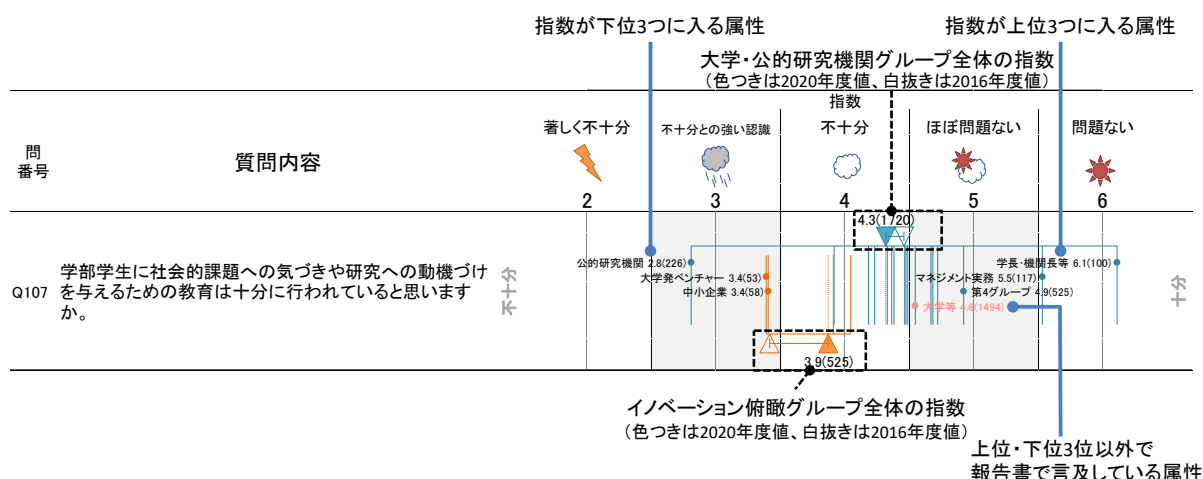 指数が下位3つに入る属性
指数が上位3つに入る属性
大学・公的研究機関グループ全体の指数
(色つきは2020年度値、白抜きは2016年度値)
指数
問
番号
質問内容
著しく不十分
不十分との強い認識
不十分
ほぼ問題ない
問題ない
2
3
4
5
6
4.3(1720)
公的研究機関 2.8(226)
学長・機関長等 6.1(100)
大学発ベンチャー 3.4(53)
マネジメント実務 5.5(117)
中小企業 3.4(58)
第4グループ 4.9(525)
大学等 4.6(1494)
Q107
学部学生に社会的課題への気づきや研究への動機づけ
を与えるための教育は十分に行われていると思います
か。
不十分
十分
3.9(525)
イノベーション俯瞰グループ全体の指数
(色つきは2020年度値、白抜きは2016年度値)
上位・下位3位以外で
報告書で言及している属性